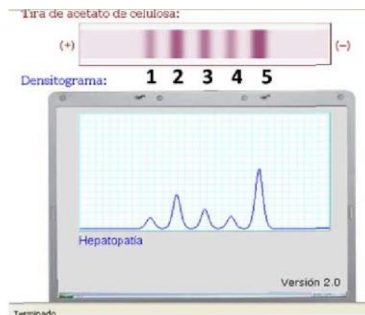 Tira de acetato de celulosa:
(+) (−)
1 2 3 4 5
Densitograma:
Hepatopatía
Versión 2.0
Terminado